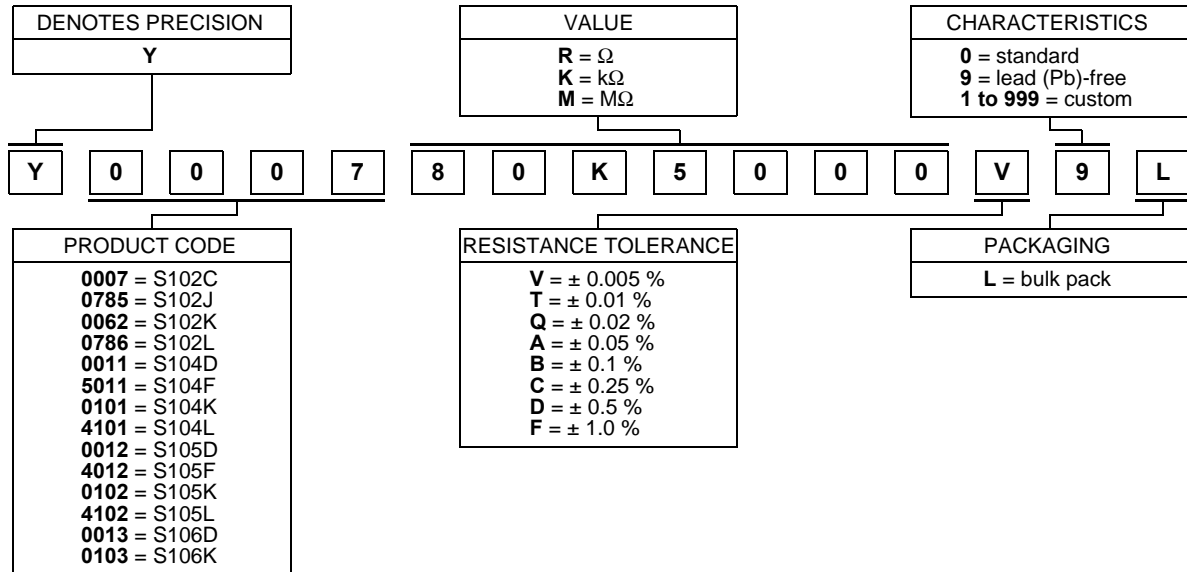 DENOTES PRECISION
Y
VALUE
R = Ω
K = kΩ
M = MΩ
CHARACTERISTICS
0 = standard
9 = lead (Pb)-free
1 to 999 = custom
Y 0 0 0 7 8 0 K 5 0 0 0 V 9 L
PRODUCT CODE
0007 = S102C
0785 = S102J
0062 = S102K
0786 = S102L
0011 = S104D
5011 = S104F
0101 = S104K
4101 = S104L
0012 = S105D
4012 = S105F
0102 = S105K
4102 = S105L
0013 = S106D
0103 = S106K
RESISTANCE TOLERANCE
V = ± 0.005 %
T = ± 0.01 %
Q = ± 0.02 %
A = ± 0.05 %
B = ± 0.1 %
C = ± 0.25 %
D = ± 0.5 %
F = ± 1.0 %
PACKAGING
L = bulk pack